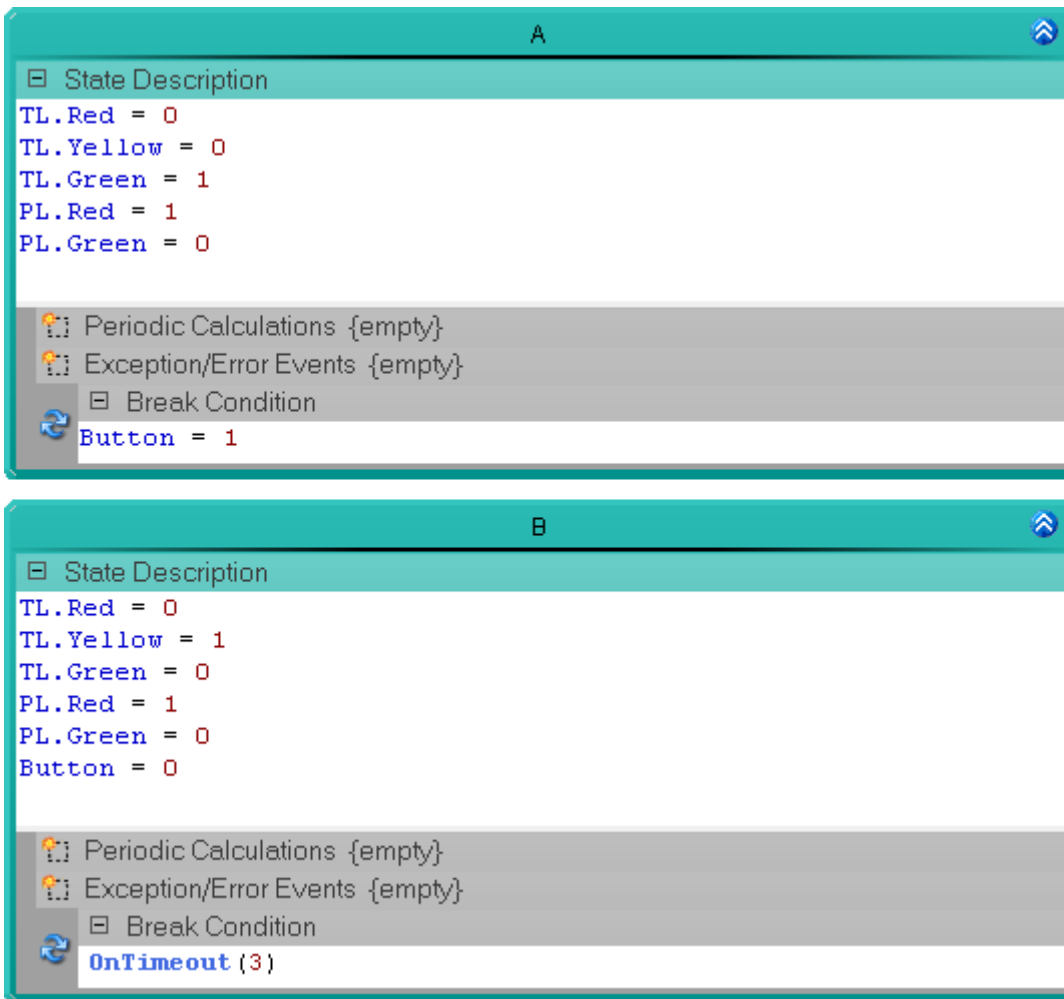 A
State Description
TL.Red = 0
TL.Yellow = 0
TL.Green = 1
PL.Red = 1
PL.Green = 0
Periodic Calculations {empty}
Exception/Error Events {empty}
Break Condition
Button = 1
B
State Description
TL.Red = 0
TL.Yellow = 1
TL.Green = 0
PL.Red = 1
PL.Green = 0
Button = 0
Periodic Calculations {empty}
Exception/Error Events {empty}
Break Condition
OnTimeout(3)